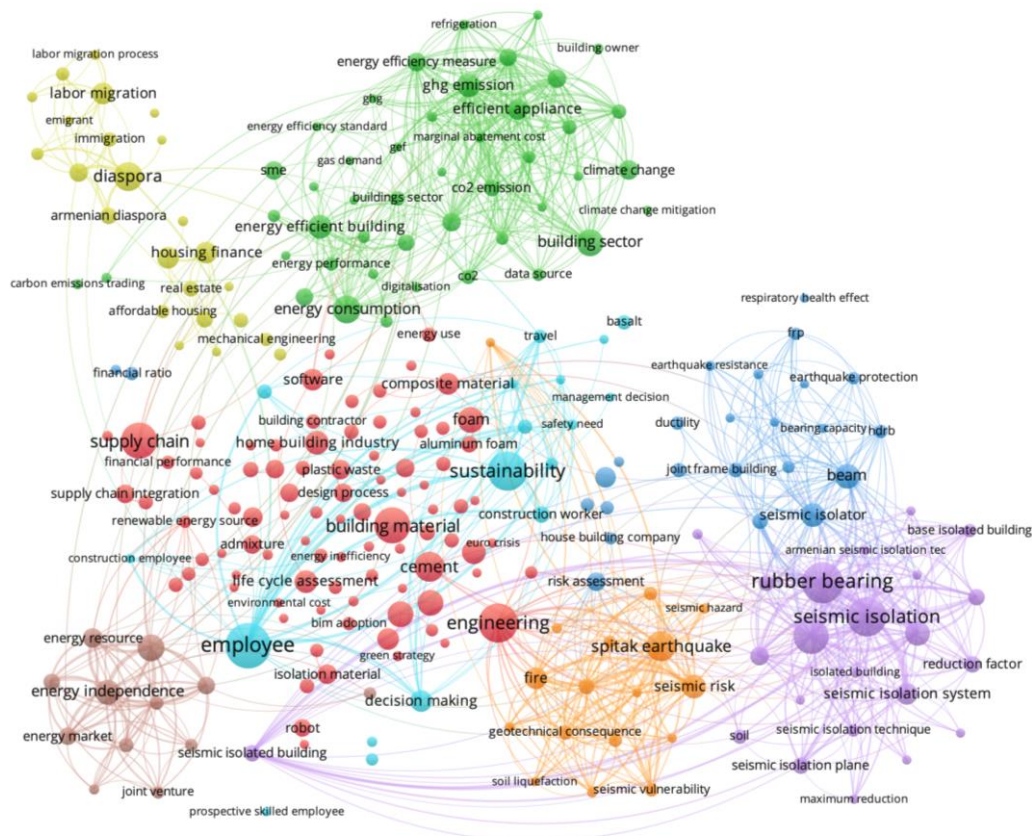 refrigeration
labor migration process
energy efficiency measure
building owner
labor migration
ghg emission
ghg
efficient appliance
emigrant
energy efficiency standard
marginal abatement cost
immigration
gef
gas demand
sme
climate change
diaspora
co2 emission
buildings sector
armenian diaspora
climate change mitigation
energy efficient building
building sector
housing finance
energy performance
co2
data source
carbon emissions trading
real estate
digitalisation
respiratory health effect
affordable housing
energy consumption
basalt
frp
mechanical engineering
energy use
travel
earthquake resistance
financial ratio
software
composite material
earthquake protection
management decision
building contractor
foam
safety need
ductility
bearing capacity
hdrb
supply chain
home building industry
aluminum foam
financial performance
plastic waste
sustainability
joint frame building
beam
supply chain integration
design process
construction worker
seismic isolator
renewable energy source
building material
base isolated building
admixture
euro crisis
house building company
energy inefficiency
armenian seismic isolation tec
construction employee
life cycle assessment
cement
risk assessment
rubber bearing
environmental cost
seismic hazard
bim adoption
engineering
seismic isolation
energy resource
employee
green strategy
spitak earthquake
reduction factor
isolation material
isolated building
energy independence
fire
seismic risk
seismic isolation system
decision making
robot
geotechnical consequence
soil
seismic isolation technique
energy market
seismic isolated building
seismic isolation plane
soil liquefaction
seismic vulnerability
joint venture
maximum reduction
prospective skilled employee